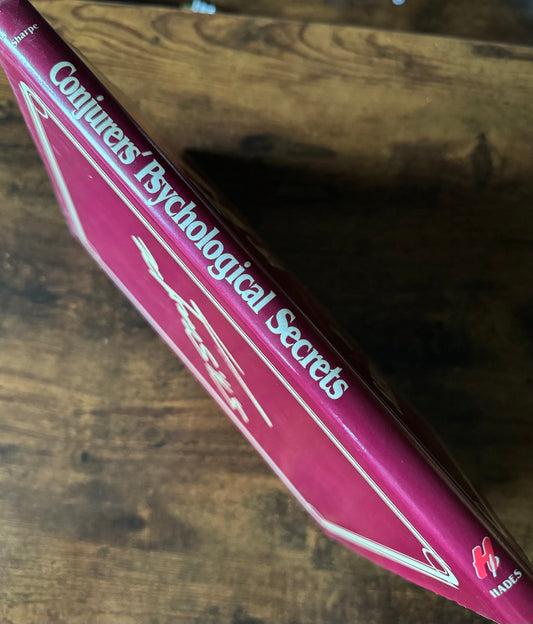 Sharpe
Conjurers' Psychological Secrets
H
HADES